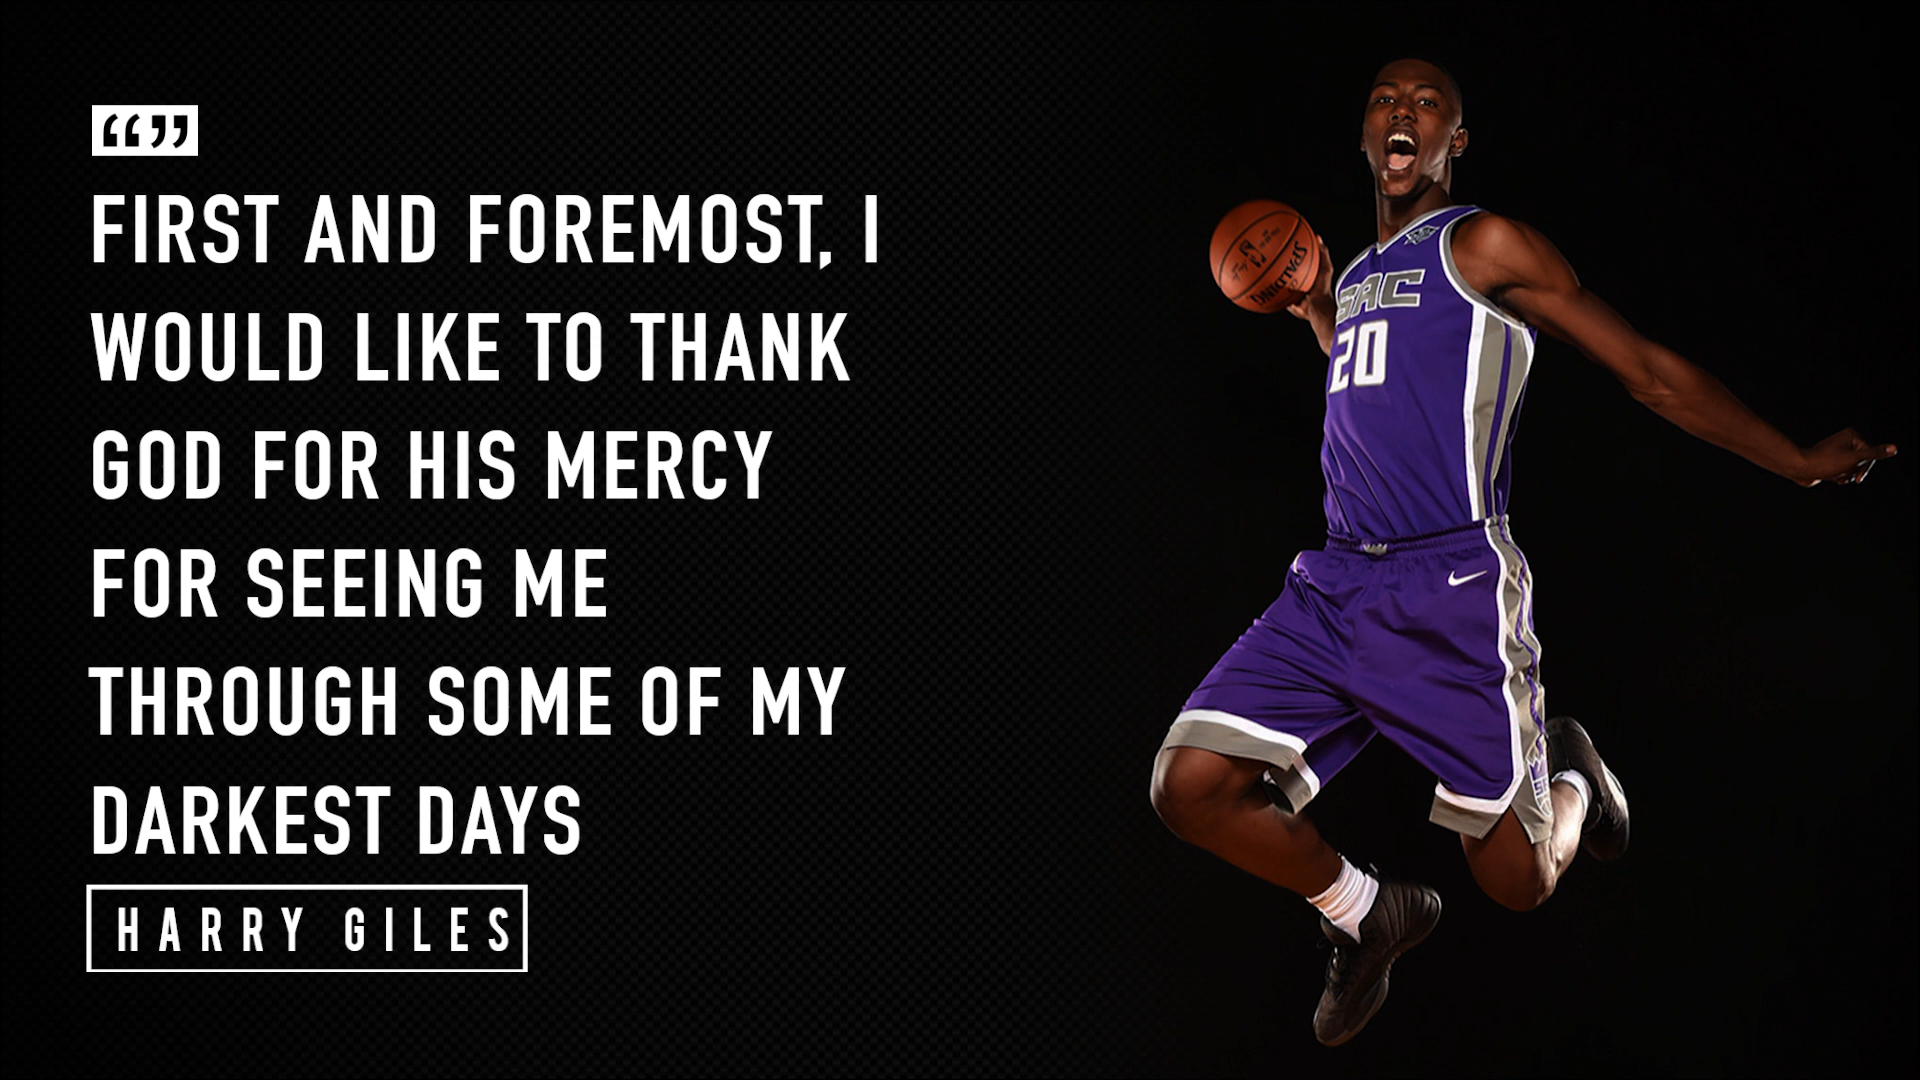 “”
FIRST AND FOREMOST, I
WOULD LIKE TO THANK
GOD FOR HIS MERCY
FOR SEEING ME
THROUGH SOME OF MY
DARKEST DAYS
HARRY GILES
SPALDING
SAC
20